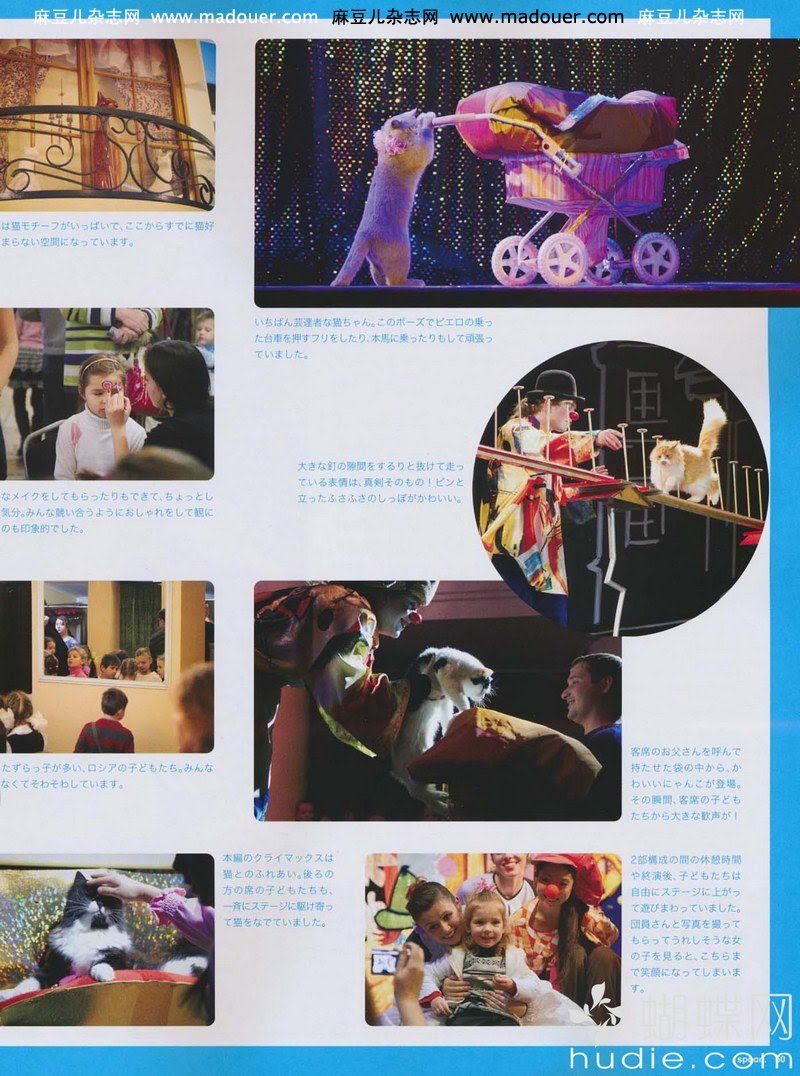 麻豆儿杂志网 www.madouer.com 麻豆儿杂志网 www.madouer.com 麻豆儿杂志网
は猫モチーフがいっぱいで、ここからすでに猫好
まらない空間になっています。
いちばん芸達者な猫ちゃん。このポーズでピエロの乗っ
た台車を押すフリをしたり、木馬に乗ったりもして頑張っ
ていました。
大きな釘の隙間をするりと抜けて走っ
ている表情は、真剣そのもの！ピンと
立ったふさふさのしっぽがかわいい。
なメイクをしてもらったりもできて、ちょっとし
気分。みんな競い合うようにおしゃれをして観に
のも印象的でした。
たずらっ子が多い、ロシアの子どもたち。みんな
なくてそわそわしています。
客席のお父さんを呼んで
持たせた袋の中から、か
わいいにゃんこが登場。
その瞬間、客席の子ども
たちから大きな歓声が！
本編のクライマックスは
猫とのふれあい。後ろの
方の席の子どもたちも、
一斉にステージに駆け寄
って猫をなでていました。
2部構成の間の休憩時間
や終演後、子どもたちは
自由にステージに上がっ
て遊びまわっていました。
団員さんと写真を撮って
もらってうれしそうな女
の子を見ると、こちらま
で笑顔になってしまいま
す。
蝴蝶网
hudie.com
spoon.